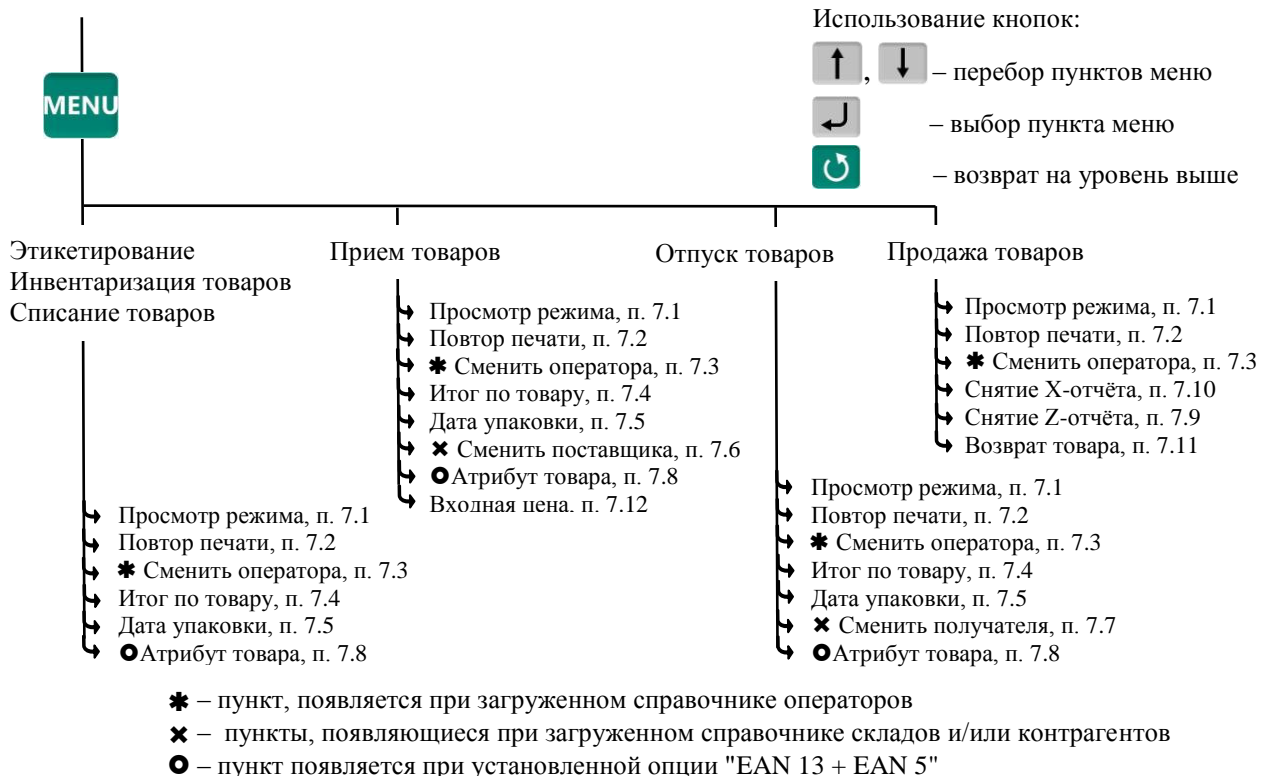 Использование кнопок:
↑, ↓ – перебор пунктов меню
– выбор пункта меню
– возврат на уровень выше
MENU
Этикетирование
Инвентаризация товаров
Списание товаров
Просмотр режима, п. 7.1
Повтор печати, п. 7.2
✱ Сменить оператора, п. 7.3
Итог по товару, п. 7.4
Дата упаковки, п. 7.5
Атрибут товара, п. 7.8
Прием товаров
Просмотр режима, п. 7.1
Повтор печати, п. 7.2
✱ Сменить оператора, п. 7.3
Итог по товару, п. 7.4
Дата упаковки, п. 7.5
✖ Сменить поставщика, п. 7.6
Атрибут товара, п. 7.8
Входная цена, п. 7.12
Отпуск товаров
Просмотр режима, п. 7.1
Повтор печати, п. 7.2
✱ Сменить оператора, п. 7.3
Итог по товару, п. 7.4
Дата упаковки, п. 7.5
✖ Сменить получателя, п. 7.7
Атрибут товара, п. 7.8
Продажа товаров
Просмотр режима, п. 7.1
Повтор печати, п. 7.2
✱ Сменить оператора, п. 7.3
Снятие X-отчёта, п. 7.10
Снятие Z-отчёта, п. 7.9
Возврат товара, п. 7.11
✱ – пункт, появляется при загруженном справочнике операторов
✖ – пункты, появляющиеся при загруженном справочнике складов и/или контрагентов
– пункт появляется при установленной опции "EAN 13 + EAN 5"